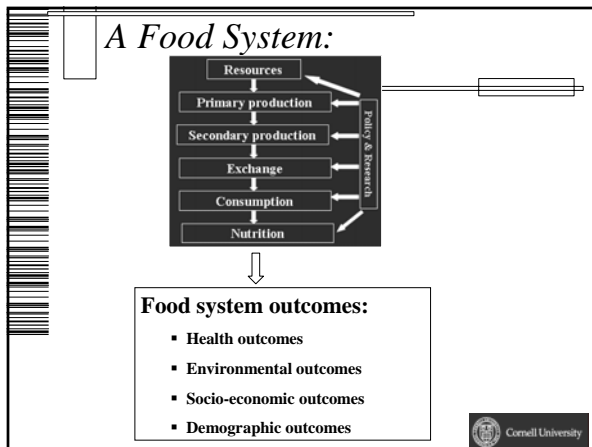 A Food System:
Resources
Primary production
Secondary production
Exchange
Consumption
Nutrition
Policy & Research
Food system outcomes:
▪ Health outcomes
▪ Environmental outcomes
▪ Socio-economic outcomes
▪ Demographic outcomes
Cornell University